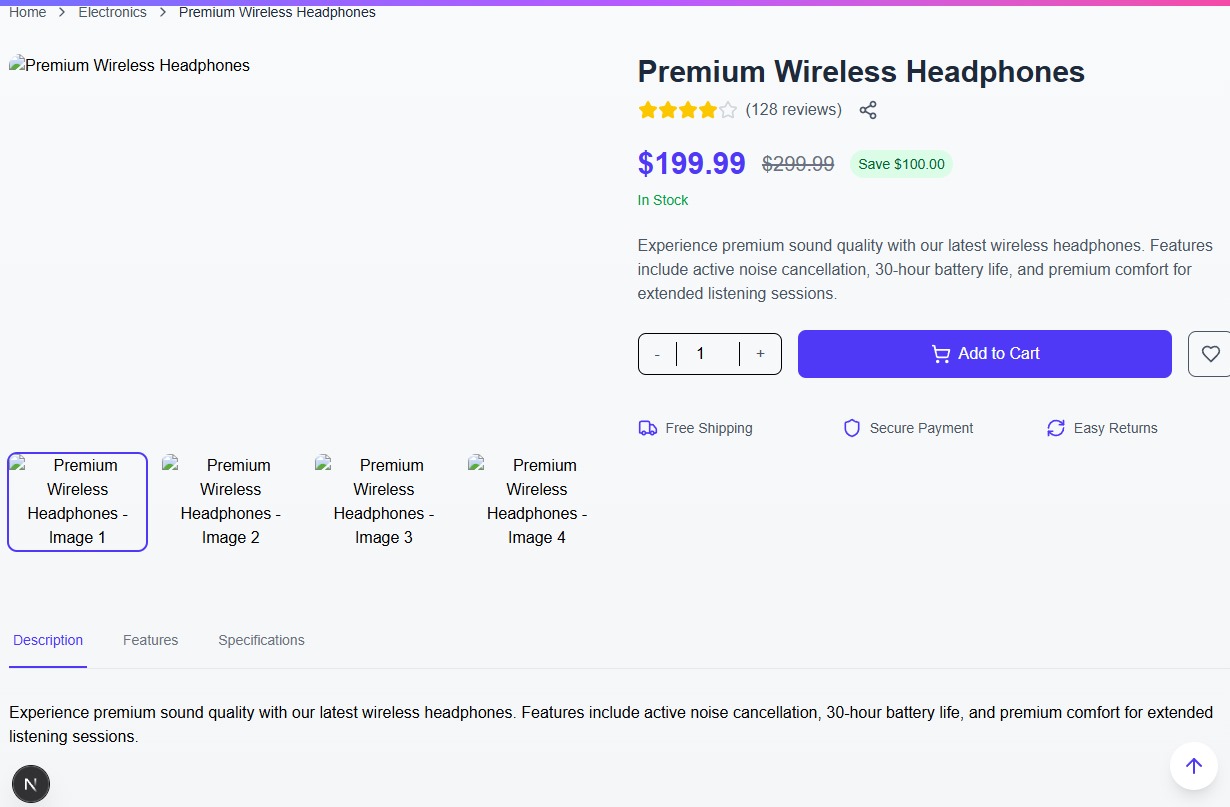 Home > Electronics > Premium Wireless Headphones
Premium Wireless Headphones
Premium Wireless Headphones
(128 reviews)
$199.99 $299.99 Save $100.00
In Stock
Experience premium sound quality with our latest wireless headphones. Features
include active noise cancellation, 30-hour battery life, and premium comfort for
extended listening sessions.
- 1 + Add to Cart
Free Shipping Secure Payment Easy Returns
Premium
Wireless
Headphones -
Image 1
Premium
Wireless
Headphones -
Image 2
Premium
Wireless
Headphones -
Image 3
Premium
Wireless
Headphones -
Image 4
Description Features Specifications
Experience premium sound quality with our latest wireless headphones. Features include active noise cancellation, 30-hour battery life, and premium comfort for extended
listening sessions.
N